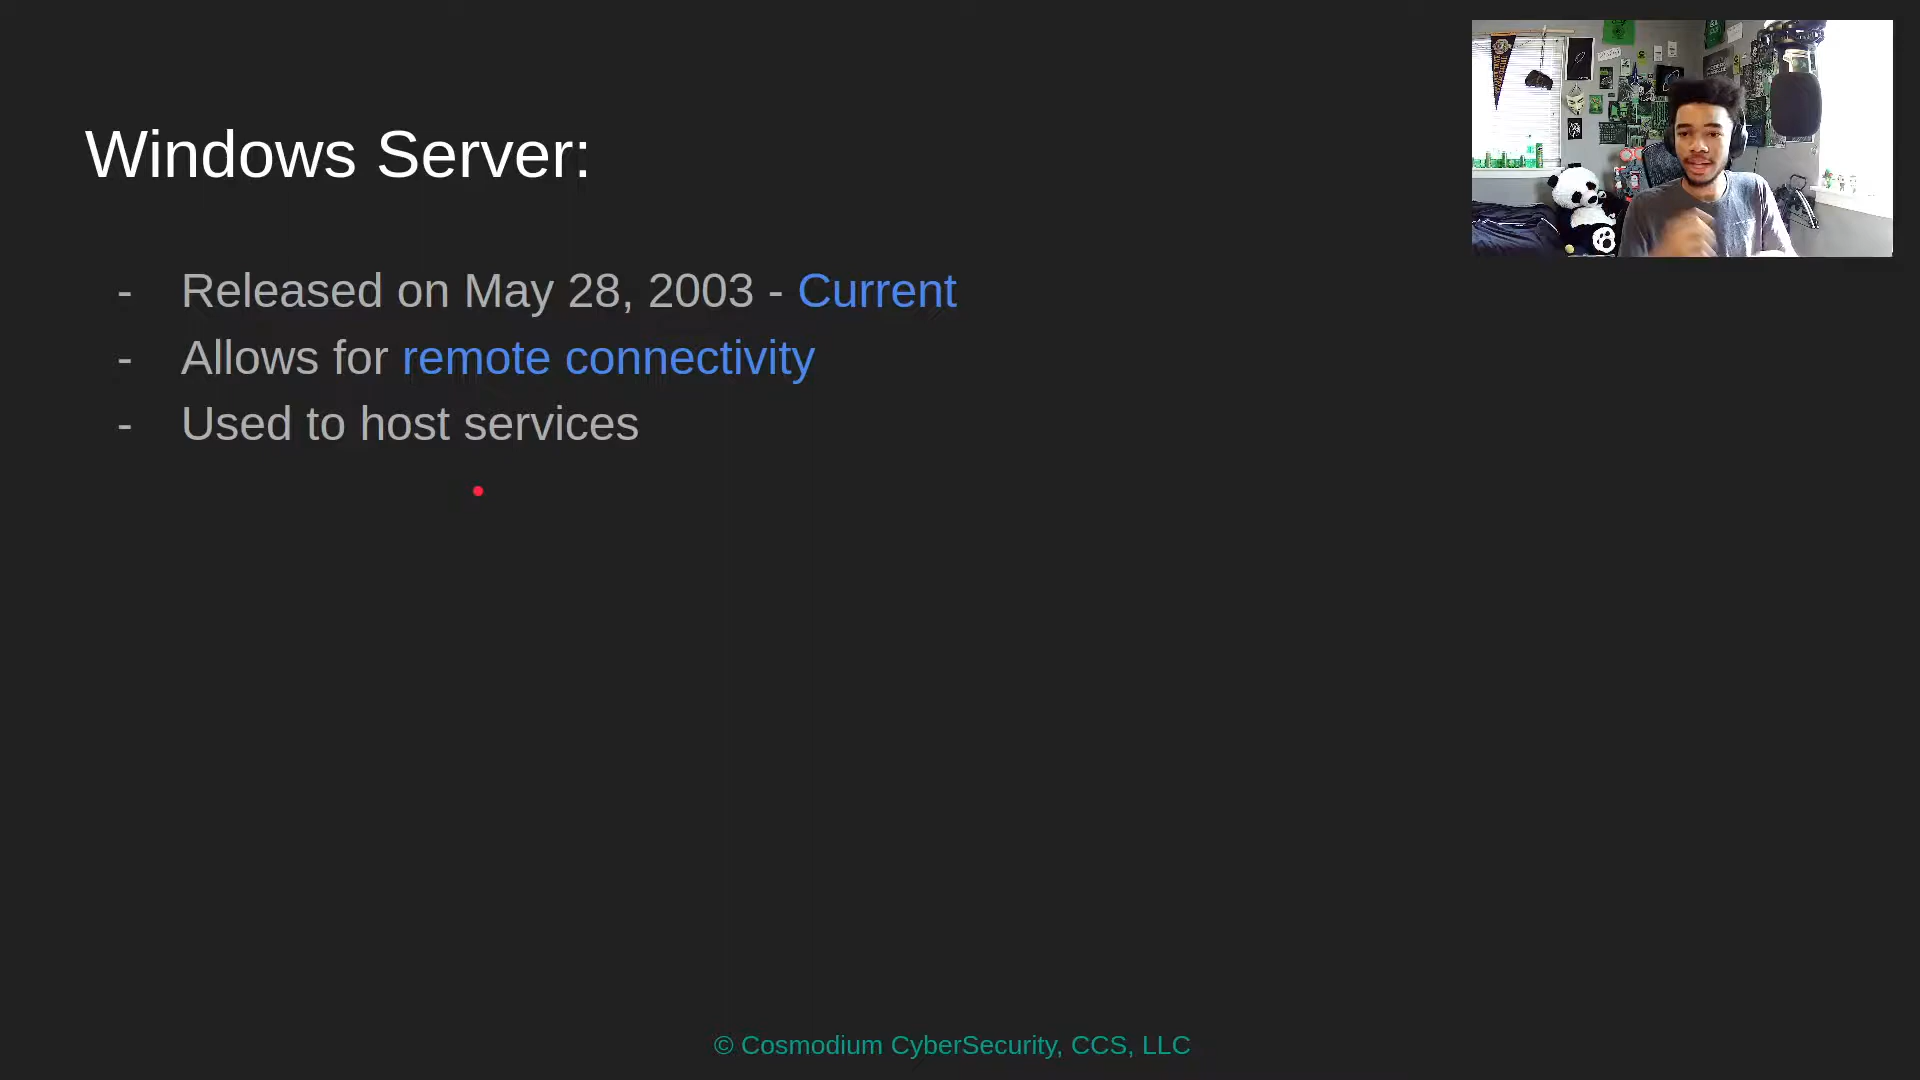 Windows Server:
- Released on May 28, 2003 - Current
- Allows for remote connectivity
- Used to host services
© Cosmodium CyberSecurity, CCS, LLC